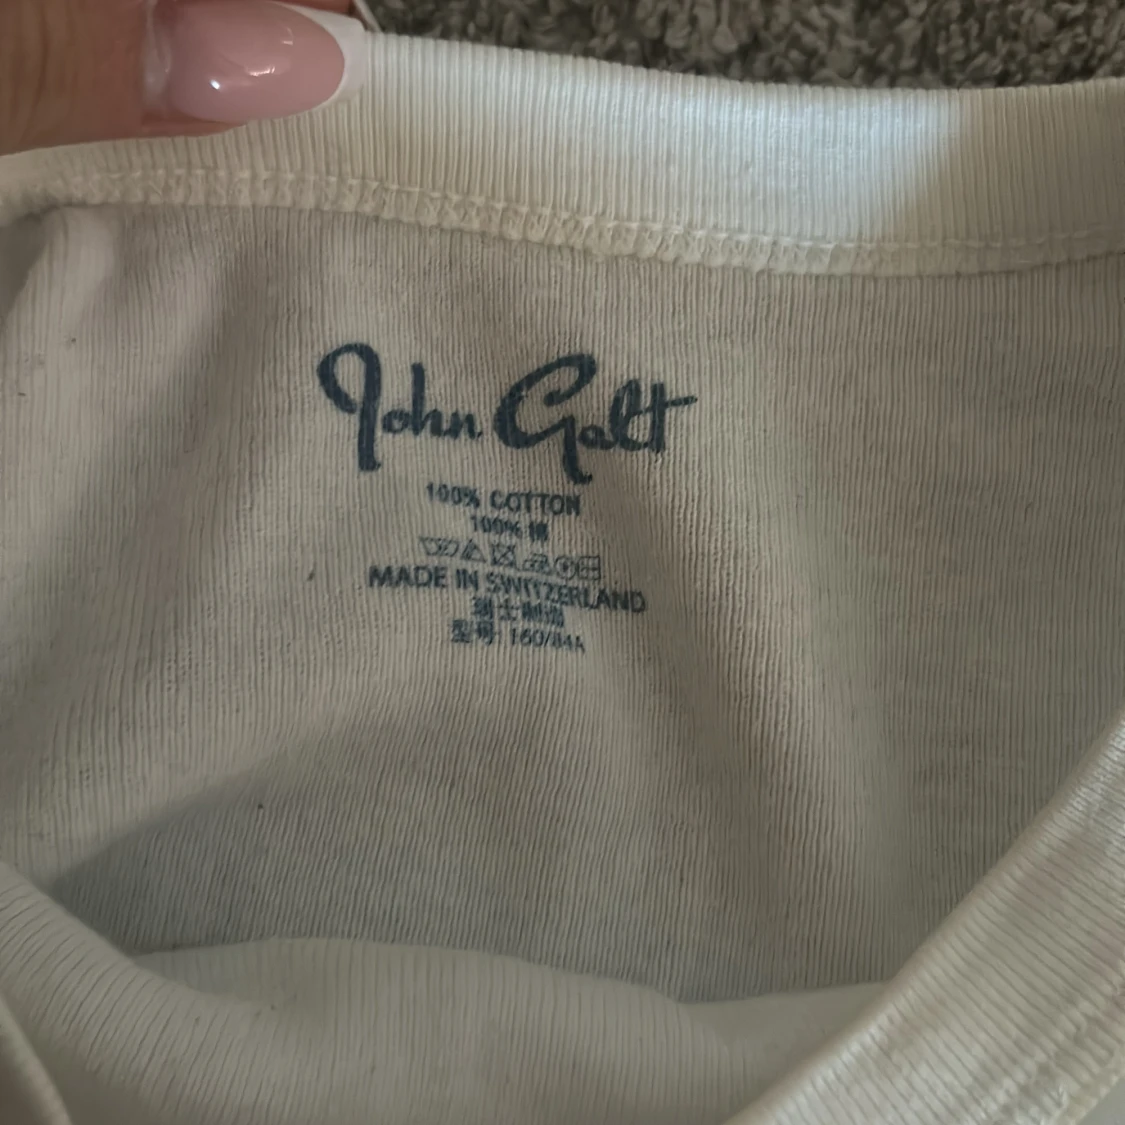 John Galt
100% COTTON
100% 棉
MADE IN SWITZERLAND
瑞士制造
型号 160/84A